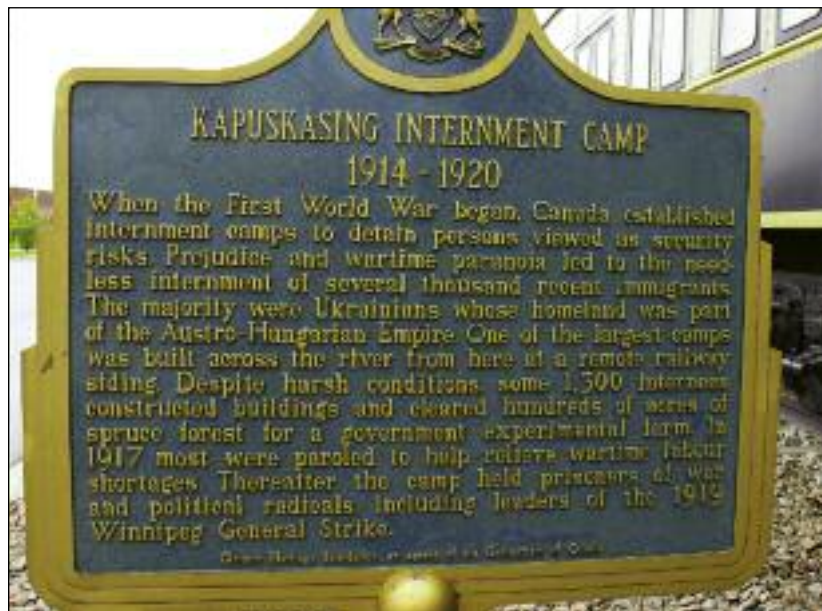 KAPUSKASING INTERNMENT CAMP
1914 - 1920
When the First World War began, Canada established
internment camps to detain persons viewed as security
risks. Prejudice and wartime paranoia led to the need-
less internment of several thousand recent immigrants.
The majority were Ukrainians whose homeland was part
of the Austro-Hungarian Empire. One of the largest camps
was built across the river from here at a remote railway
siding. Despite harsh conditions, some 1,300 internees
constructed buildings and cleared hundreds of acres of
spruce forest for a government experimental farm. In
1917 most were paroled to help relieve wartime labour
shortages. Thereafter the camp held prisoners of war
and political radicals including leaders of the 1919
Winnipeg General Strike.